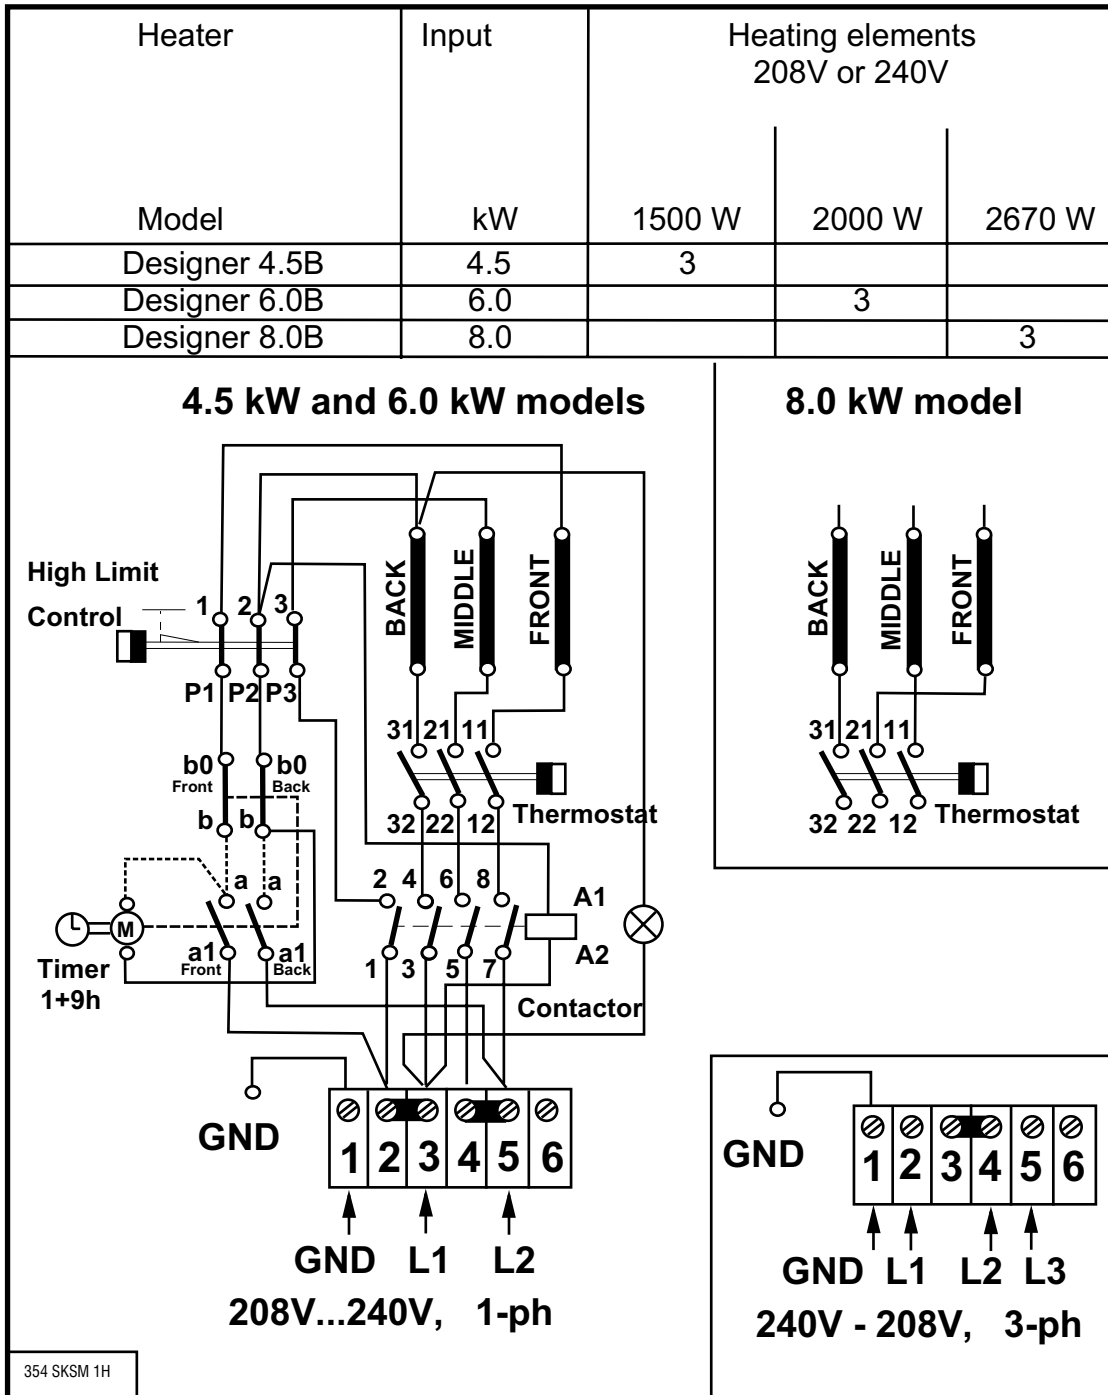 Heater Input Heating elements
208V or 240V
Model kW 1500 W 2000 W 2670 W
Designer 4.5B 4.5 3
Designer 6.0B 6.0 3
Designer 8.0B 8.0 3
4.5 kW and 6.0 kW models
High Limit
Control
1 2 3
P1 P2 P3
BACK
MIDDLE
FRONT
31 21 11
b0 b0
Front Back
Thermostat
b b
32 22 12
a a
2 4 6 8
A1
M
A2
a1 a1
Front Back
Timer
1+9h
1 3 5 7
Contactor
GND
1 2 3 4 5 6
GND L1 L2
208V...240V, 1-ph
354 SKSM 1H
8.0 kW model
BACK
MIDDLE
FRONT
31 21 11
Thermostat
32 22 12
GND
1 2 3 4 5 6
GND L1 L2 L3
240V - 208V, 3-ph